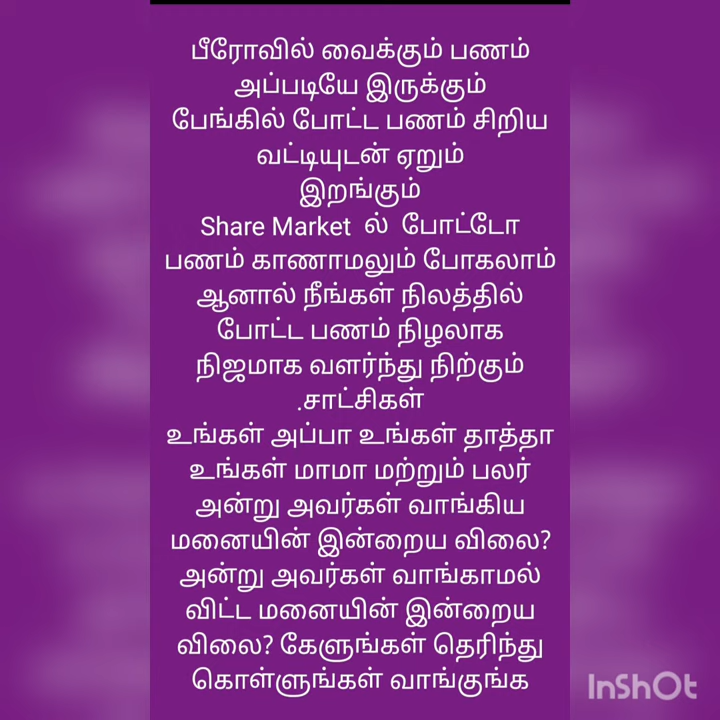 பீரோவில் வைக்கும் பணம்
அப்படியே இருக்கும்
பேங்கில் போட்ட பணம் சிறிய
வட்டியுடன் ஏறும்
இறங்கும்
Share Market ல் போட்டோ
பணம் காணாமலும் போகலாம்
ஆனால் நீங்கள் நிலத்தில்
போட்ட பணம் நிழலாக
நிஜமாக வளர்ந்து நிற்கும்
.சாட்சிகள்
உங்கள் அப்பா உங்கள் தாத்தா
உங்கள் மாமா மற்றும் பலர்
அன்று அவர்கள் வாங்கிய
மனையின் இன்றைய விலை?
அன்று அவர்கள் வாங்காமல்
விட்ட மனையின் இன்றைய
விலை? கேளுங்கள் தெரிந்து
கொள்ளுங்கள் வாங்குங்க
InShOt